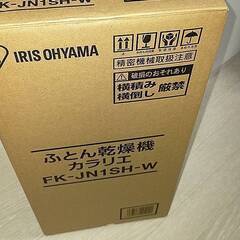 FK-JN1SH-W
IRIS OHYAMA
精密機械取扱注意
破損のおそれあり
横積み
横倒し
厳禁
ふとん乾燥機
カラリエ
FK-JN1SH-W